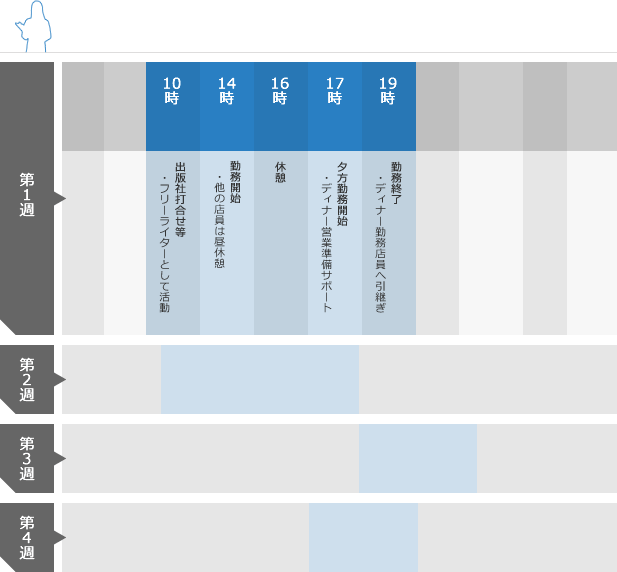 10時
14時
16時
17時
19時
第1週
出版社打合せ等
・フリーライターとして活動
勤務開始
・他の店員は昼休憩
休憩
夕方勤務開始
・ディナー営業準備サポート
勤務終了
・ディナー勤務店員へ引継ぎ
第2週
第3週
第4週